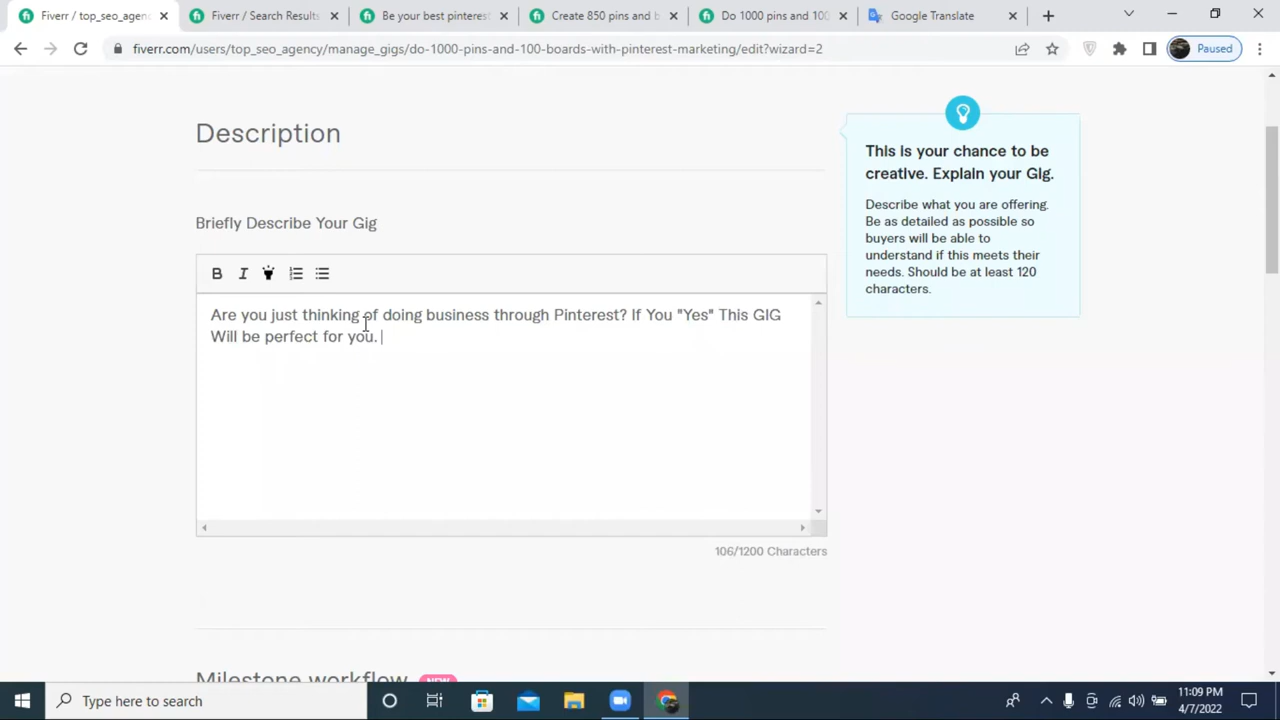 Fiverr / top_seo_agen
Fiverr / Search Results
Be your best pinterest
Create 850 pins and b
Do 1000 pins and 100
Google Translate
fiverr.com/users/top_seo_agency/manage_gigs/do-1000-pins-and-100-boards-with-pinterest-marketing/edit?wizard=2
Paused
Description
Briefly Describe Your Gig
B I
Are you just thinking of doing business through Pinterest? If You "Yes" This GIG
Will be perfect for you.
106/1200 Characters
This is your chance to be
creative. Explain your Gig.
Describe what you are offering.
Be as detailed as possible so
buyers will be able to
understand if this meets their
needs. Should be at least 120
characters.
Milestone workflow NEW
Type here to search
11:09 PM
4/7/2022